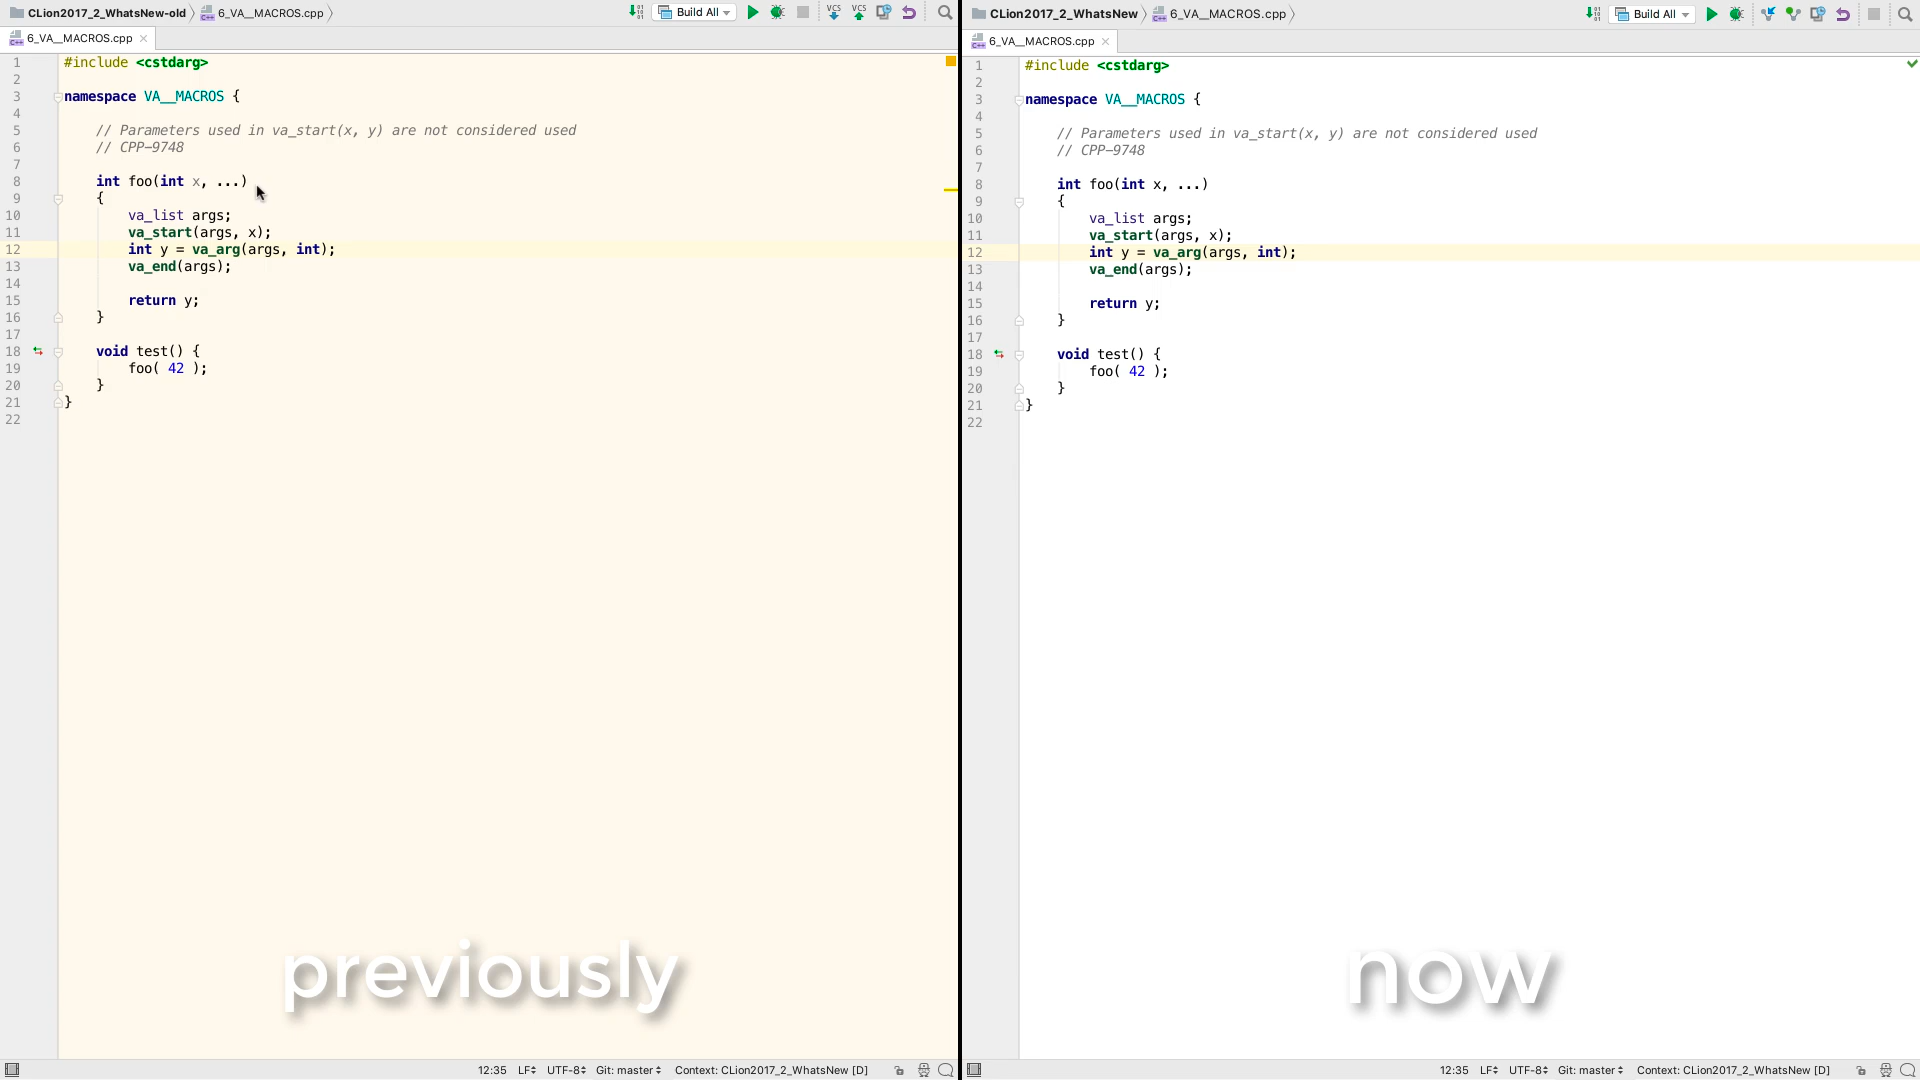 CLion2017_2_WhatsNew-old 6_VA__MACROS.cpp Build All
6_VA__MACROS.cpp
1 #include <cstdarg>
2
3 namespace VA__MACROS {
4
5 // Parameters used in va_start(x, y) are not considered used
6 // CPP-9748
7
8 int foo(int x, ...)
9 {
10 va_list args;
11 va_start(args, x);
12 int y = va_arg(args, int);
13 va_end(args);
14
15 return y;
16 }
17
18 void test() {
19 foo( 42 );
20 }
21 }
22
previously
12:35 LF UTF-8 Git: master Context: CLion2017_2_WhatsNew [D]
CLion2017_2_WhatsNew 6_VA__MACROS.cpp Build All
6_VA__MACROS.cpp
1 #include <cstdarg>
2
3 namespace VA__MACROS {
4
5 // Parameters used in va_start(x, y) are not considered used
6 // CPP-9748
7
8 int foo(int x, ...)
9 {
10 va_list args;
11 va_start(args, x);
12 int y = va_arg(args, int);
13 va_end(args);
14
15 return y;
16 }
17
18 void test() {
19 foo( 42 );
20 }
21 }
22
now
12:35 LF UTF-8 Git: master Context: CLion2017_2_WhatsNew [D]